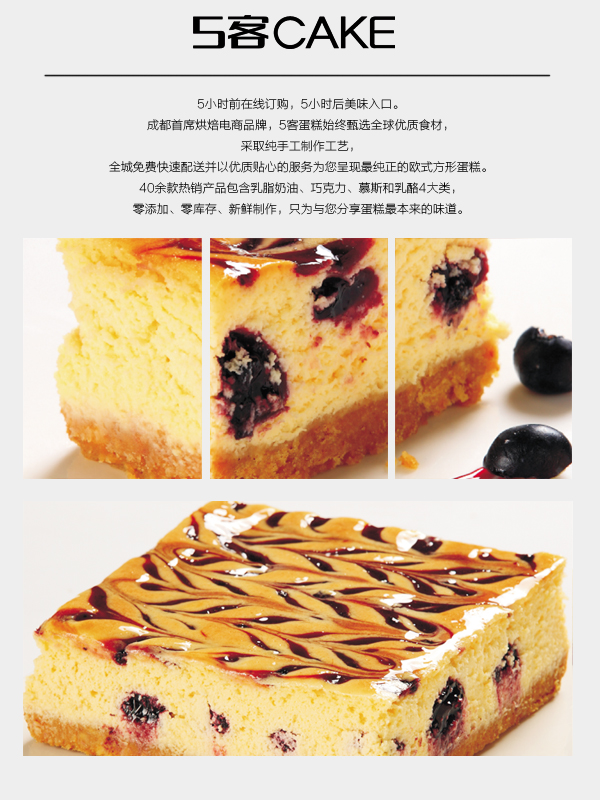 5客CAKE
5小时前在线订购，5小时后美味入口。
成都首席烘焙电商品牌，5客蛋糕始终甄选全球优质食材，
采取纯手工制作工艺，
全城免费快速配送并以优质贴心的服务为您呈现最纯正的欧式方形蛋糕。
40余款热销产品包含乳脂奶油、巧克力、慕斯和乳酪4大类，
零添加、零库存、新鲜制作，只为与您分享蛋糕最本来的味道。